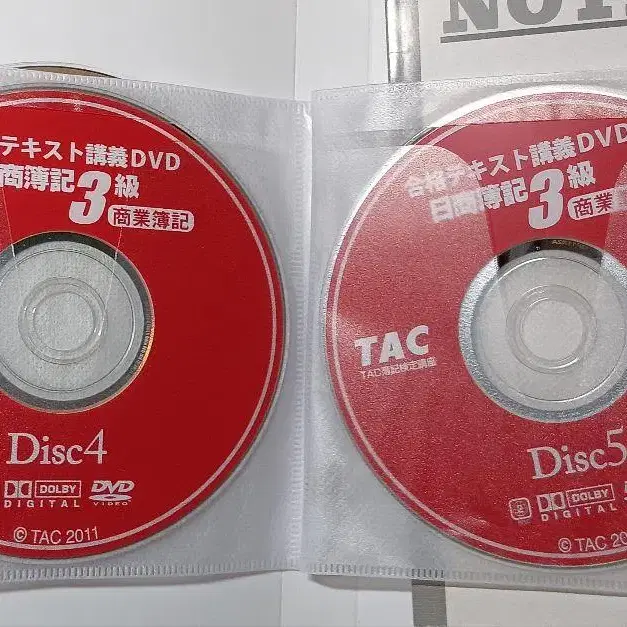 NOT
テキスト講義DVD
商簿記3級
商業簿記
Disc4
DOLBY
DIGITAL
DVD
VIDEO
© TAC 2011
合格テキスト講義DVD
日商簿記3級
商業
TAC
TAC簿記検定講座
Disc5
2
DOLBY
DIGITAL
© TAC 20